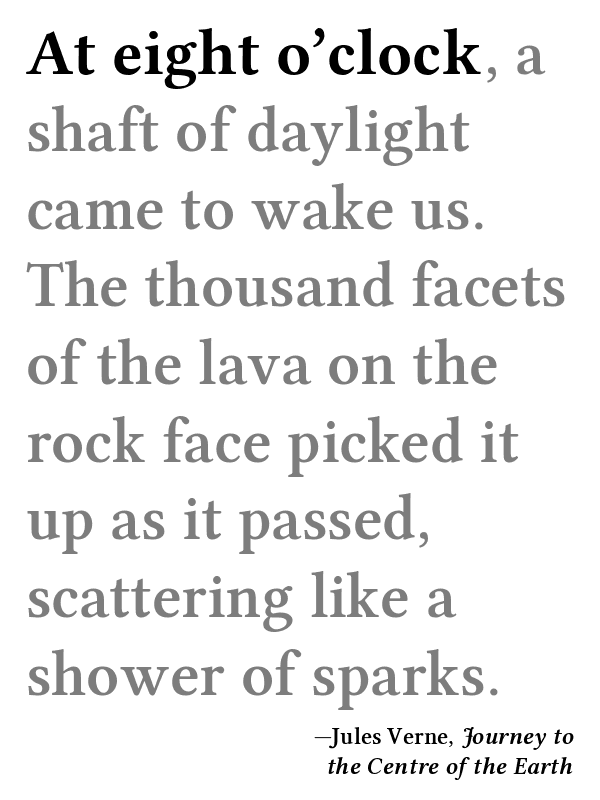 At eight o’clock, a
shaft of daylight
came to wake us.
The thousand facets
of the lava on the
rock face picked it
up as it passed,
scattering like a
shower of sparks.
—Jules Verne, Journey to
the Centre of the Earth